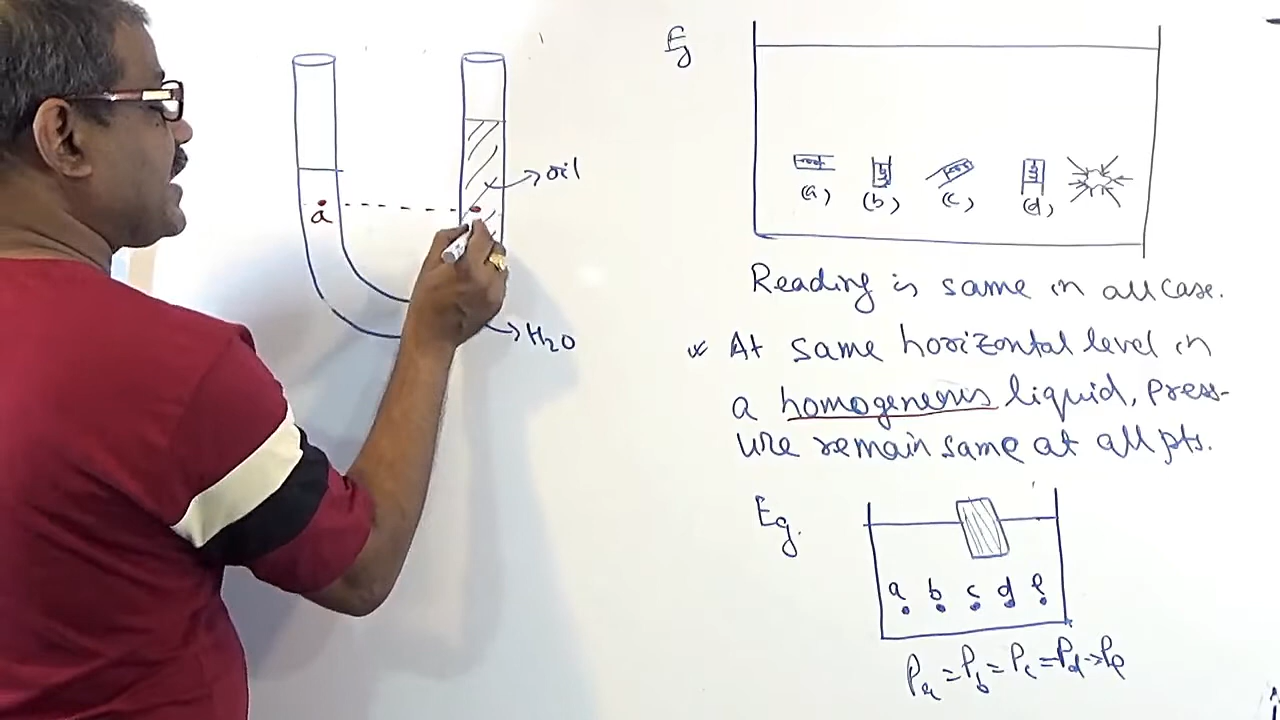 a
oil
H2O
Eg
(a) (b) (c) (d)
Reading is same in all case.
* At same horizontal level in
a homogeneous liquid, press-
ure remain same at all pts.
Eg.
a b c d e
Pa = Pb = Pc = Pd → Pe